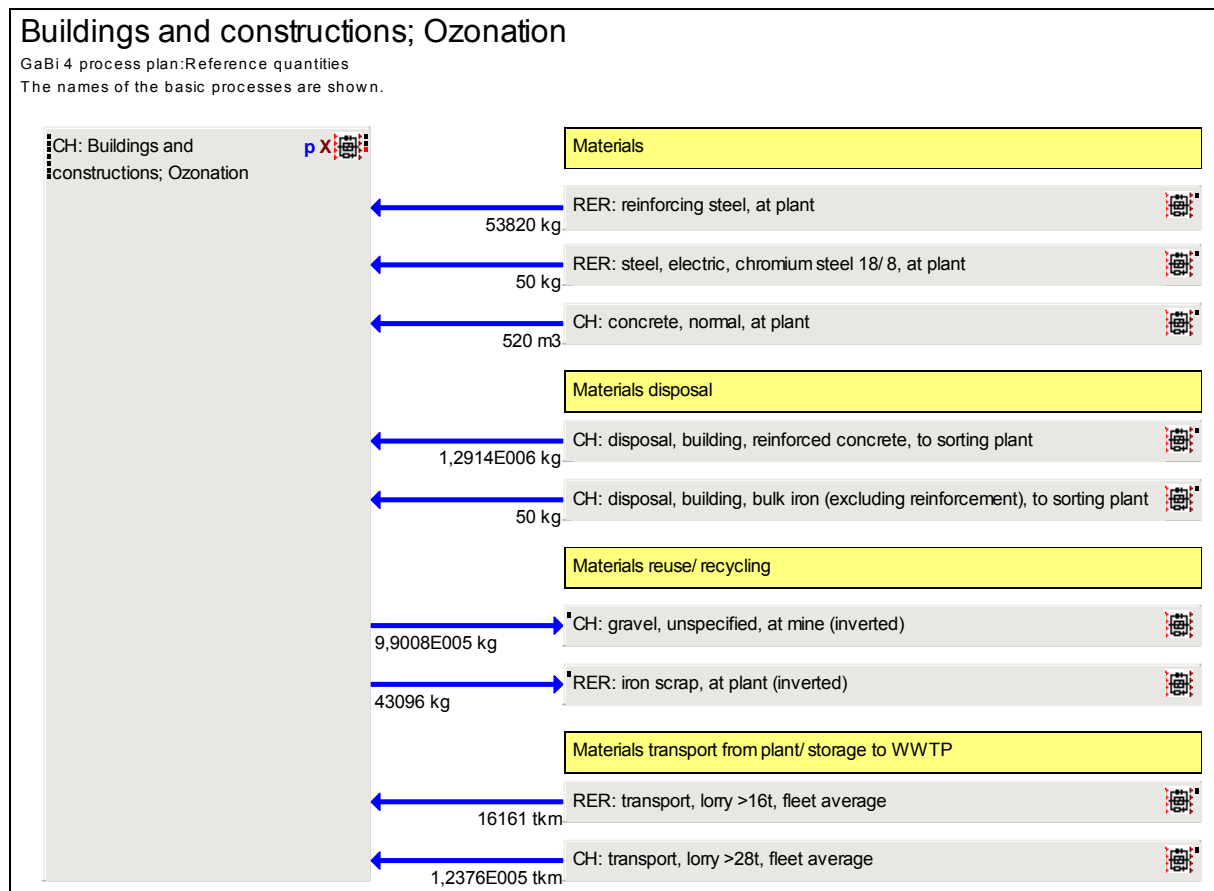 Buildings and constructions; Ozonation
GaBi 4 process plan:Reference quantities
The names of the basic processes are shown.
CH: Buildings and
constructions; Ozonation
p X
Materials
RER: reinforcing steel, at plant
53820 kg
RER: steel, electric, chromium steel 18/ 8, at plant
50 kg
CH: concrete, normal, at plant
520 m3
Materials disposal
CH: disposal, building, reinforced concrete, to sorting plant
1,2914E006 kg
CH: disposal, building, bulk iron (excluding reinforcement), to sorting plant
50 kg
Materials reuse/ recycling
CH: gravel, unspecified, at mine (inverted)
9,9008E005 kg
RER: iron scrap, at plant (inverted)
43096 kg
Materials transport from plant/ storage to WWTP
RER: transport, lorry >16t, fleet average
16161 tkm
CH: transport, lorry >28t, fleet average
1,2376E005 tkm